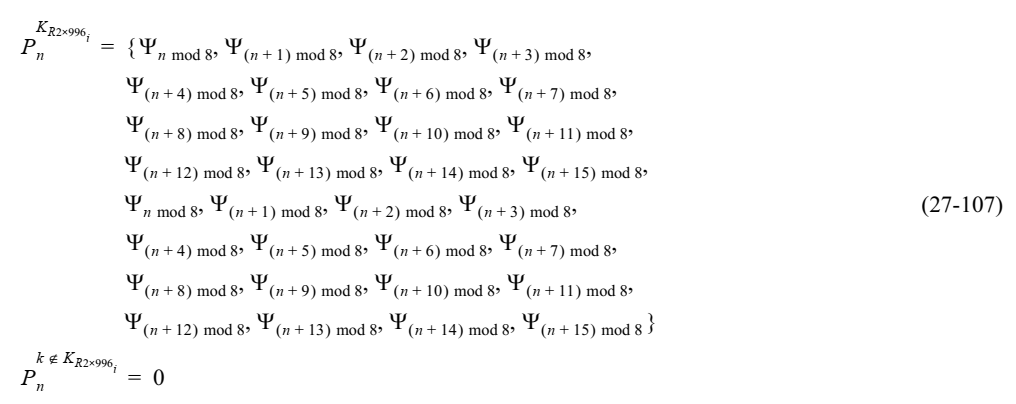 P_n^{K_{R2×996_i}} = {Ψ_{n mod 8}, Ψ_{(n + 1) mod 8}, Ψ_{(n + 2) mod 8}, Ψ_{(n + 3) mod 8},
Ψ_{(n + 4) mod 8}, Ψ_{(n + 5) mod 8}, Ψ_{(n + 6) mod 8}, Ψ_{(n + 7) mod 8},
Ψ_{(n + 8) mod 8}, Ψ_{(n + 9) mod 8}, Ψ_{(n + 10) mod 8}, Ψ_{(n + 11) mod 8},
Ψ_{(n + 12) mod 8}, Ψ_{(n + 13) mod 8}, Ψ_{(n + 14) mod 8}, Ψ_{(n + 15) mod 8},
Ψ_{n mod 8}, Ψ_{(n + 1) mod 8}, Ψ_{(n + 2) mod 8}, Ψ_{(n + 3) mod 8}, (27-107)
Ψ_{(n + 4) mod 8}, Ψ_{(n + 5) mod 8}, Ψ_{(n + 6) mod 8}, Ψ_{(n + 7) mod 8},
Ψ_{(n + 8) mod 8}, Ψ_{(n + 9) mod 8}, Ψ_{(n + 10) mod 8}, Ψ_{(n + 11) mod 8},
Ψ_{(n + 12) mod 8}, Ψ_{(n + 13) mod 8}, Ψ_{(n + 14) mod 8}, Ψ_{(n + 15) mod 8}}
P_n^{k ∉ K_{R2×996_i}} = 0